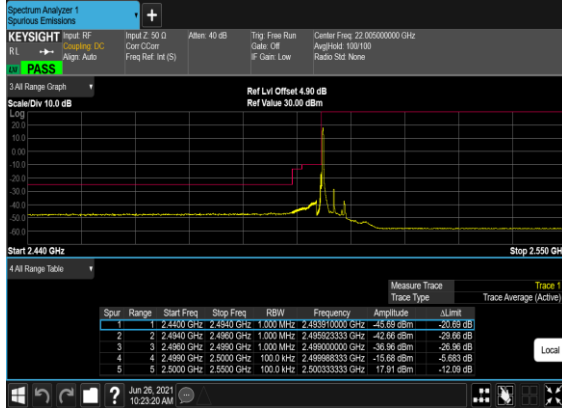 Spectrum Analyzer 1
Spurious Emissions
KEYSIGHT Input: RF Input Z: 50 Ω Atten: 40 dB Trig: Free Run Center Freq: 22.005000000 GHz
RL Coupling: DC Corr CCorr Gate: Off Avg|Hold: 100/100
Align: Auto Freq Ref: Int (S) IF Gain: Low Radio Std: None
PASS
3 All Range Graph
Ref Lvl Offset 4.90 dB
Scale/Div 10.0 dB Ref Value 30.00 dBm
Log
20.0
10.0
0.00
-10.0
-20.0
-30.0
-40.0
-50.0
-60.0
Start 2.440 GHz Stop 2.550 GH
4 All Range Table
Measure Trace Trace 1
Trace Type Trace Average (Active)
Spur Range Start Freq Stop Freq RBW Frequency Amplitude ΔLimit
1 1 2.4400 GHz 2.4940 GHz 1.000 MHz 2.493910000 GHz -45.69 dBm -20.69 dB
2 2 2.4940 GHz 2.4960 GHz 1.000 MHz 2.495923333 GHz -42.66 dBm -29.66 dB
3 3 2.4960 GHz 2.4990 GHz 1.000 MHz 2.499000000 GHz -36.96 dBm -26.96 dB
4 4 2.4990 GHz 2.5000 GHz 100.0 kHz 2.499988333 GHz -15.68 dBm -5.683 dB
5 5 2.5000 GHz 2.5500 GHz 100.0 kHz 2.500333333 GHz 17.91 dBm -12.09 dB
Local
?
Jun 26, 2021
10:23:20 AM